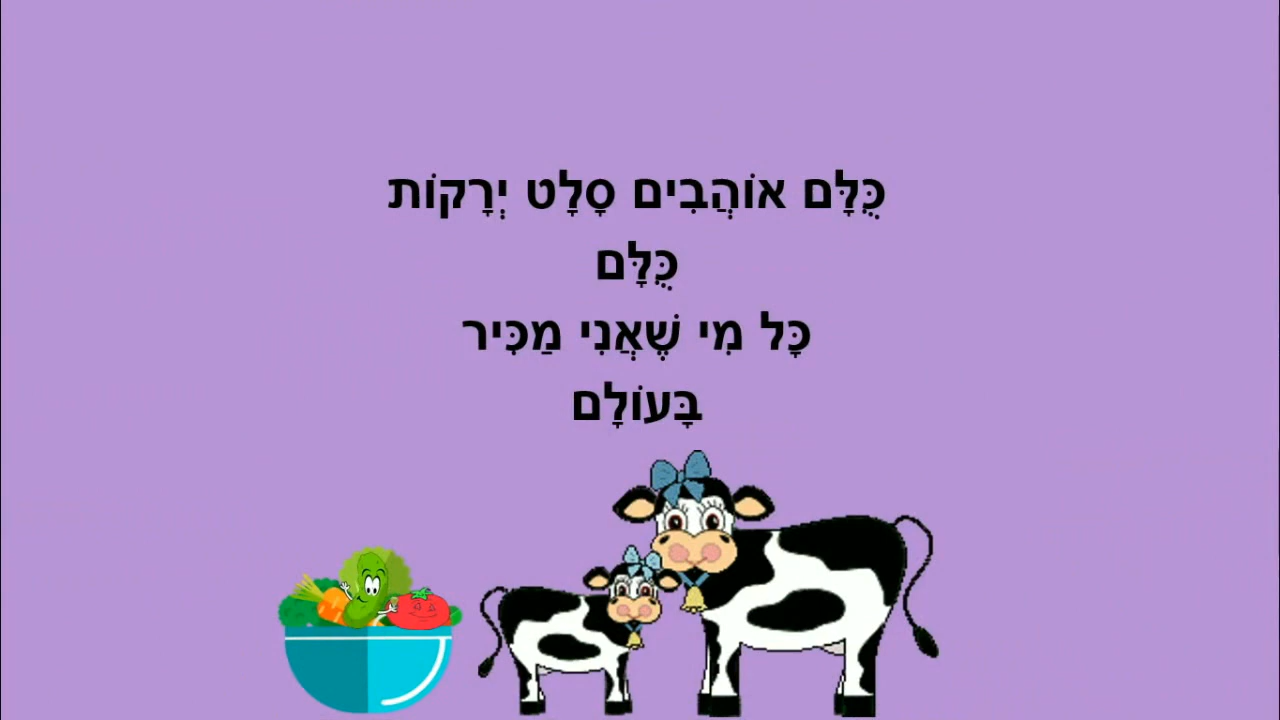 כֻּלָּם אוֹהֲבִים סָלָט יְרָקוֹת
כֻּלָּם
כָּל מִי שֶׁאֲנִי מַכִּיר
בָּעוֹלָם